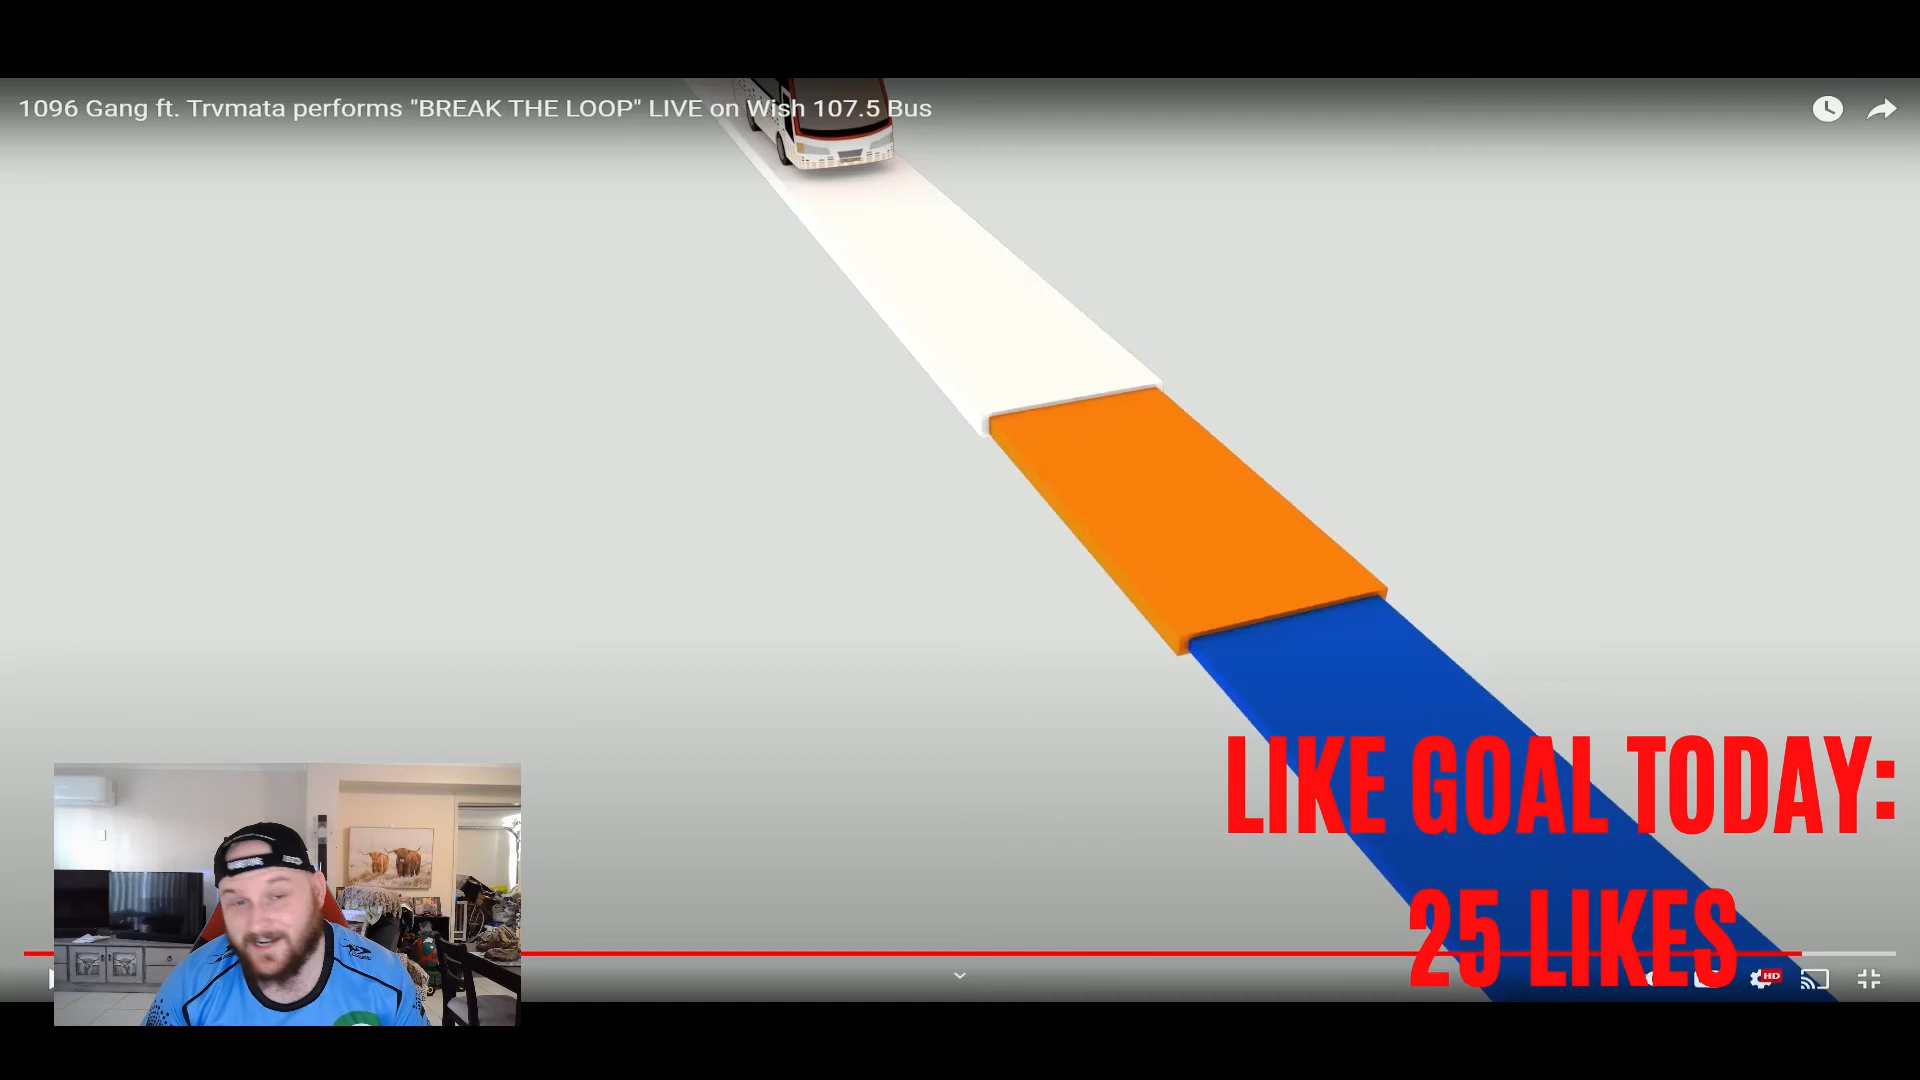 1096 Gang ft. Trvmata performs "BREAK THE LOOP" LIVE on Wish 107.5 Bus
LIKE GOAL TODAY:
25 LIKES
HD